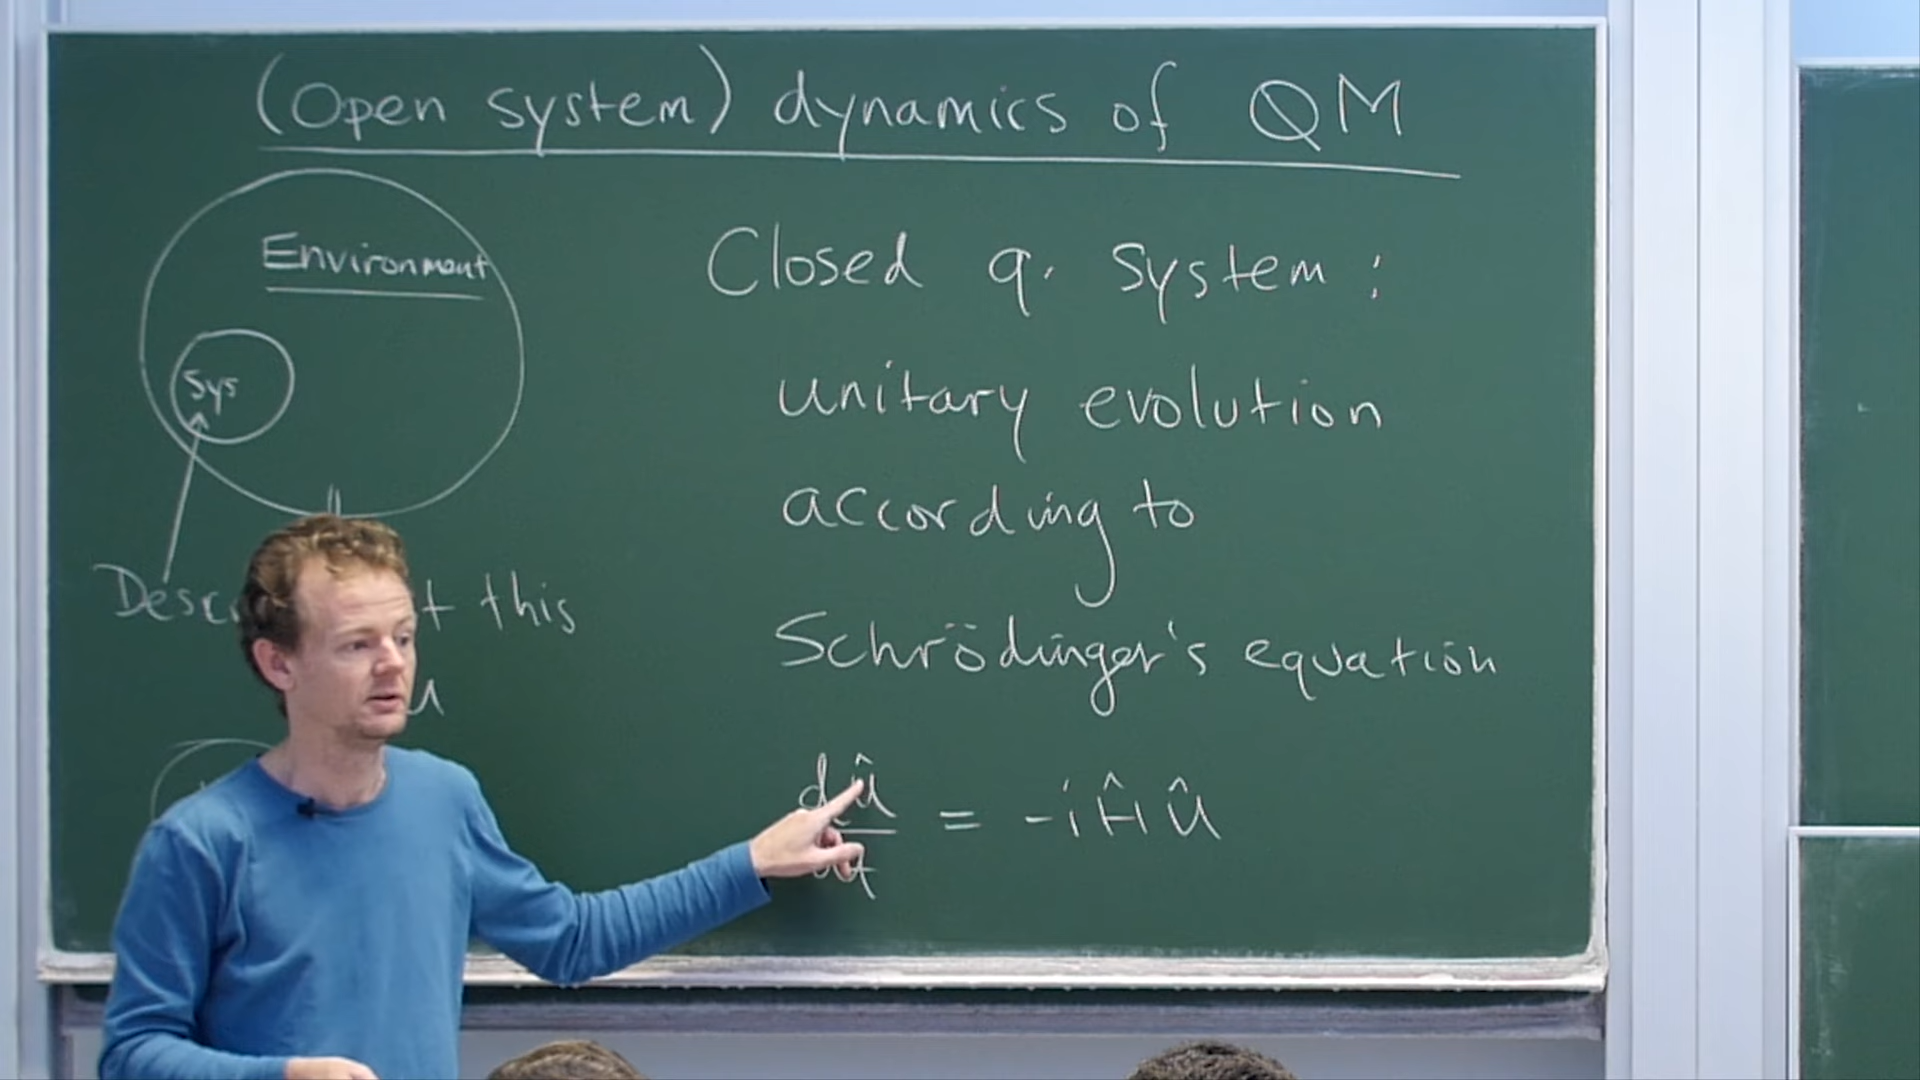 (Open system) dynamics of QM
Environment
Sys
t this
u
Closed q. system:
unitary evolution
according to
Schrödinger's equation
dû/dt = -iĤû